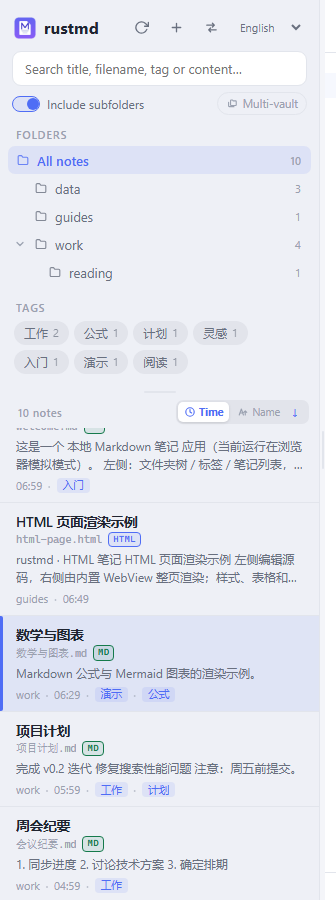 rustmd
English
Search title, filename, tag or content...
Include subfolders
Multi-vault
FOLDERS
All notes 10
data 3
guides 1
work 4
reading 1
TAGS
工作 2 公式 1 计划 1 灵感 1
入门 1 演示 1 阅读 1
10 notes Time Name ↓
welcome.md
这是一个 本地 Markdown 笔记 应用（当前运行在浏览
器模拟模式）。 左侧：文件夹树 / 标签 / 笔记列表，...
06:59 · 入门
HTML 页面渲染示例
html-page.html HTML
rustmd · HTML 笔记 HTML 页面渲染示例 左侧编辑源
码，右侧由内置 WebView 整页渲染；样式、表格和...
guides · 06:49
数学与图表
数学与图表.md MD
Markdown 公式与 Mermaid 图表的渲染示例。
work · 06:29 · 演示 · 公式
项目计划
项目计划.md MD
完成 v0.2 迭代 修复搜索性能问题 注意：周五前提交。
work · 05:59 · 工作 · 计划
周会纪要
会议纪要.md MD
1. 同步进度 2. 讨论技术方案 3. 确定排期
work · 04:59 · 工作